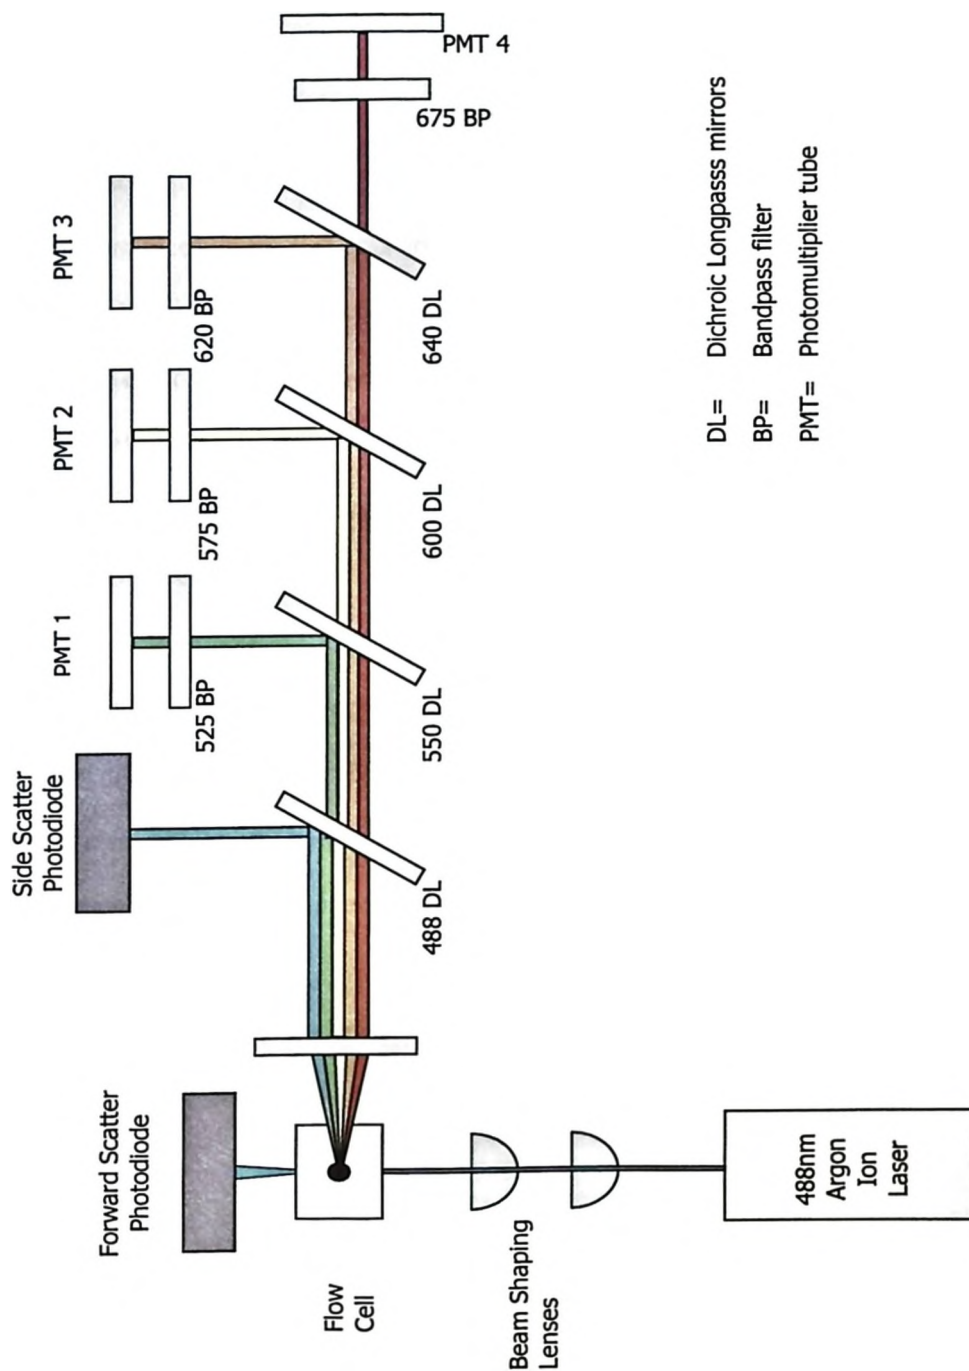 Forward Scatter
Photodiode
Side Scatter
Photodiode
PMT 1
PMT 2
PMT 3
525 BP
575 BP
620 BP
PMT 4
675 BP
488 DL
550 DL
600 DL
640 DL
Flow
Cell
Beam Shaping
Lenses
488nm
Argon
Ion
Laser
DL= Dichroic Longpasss mirrors
BP= Bandpass filter
PMT= Photomultiplier tube